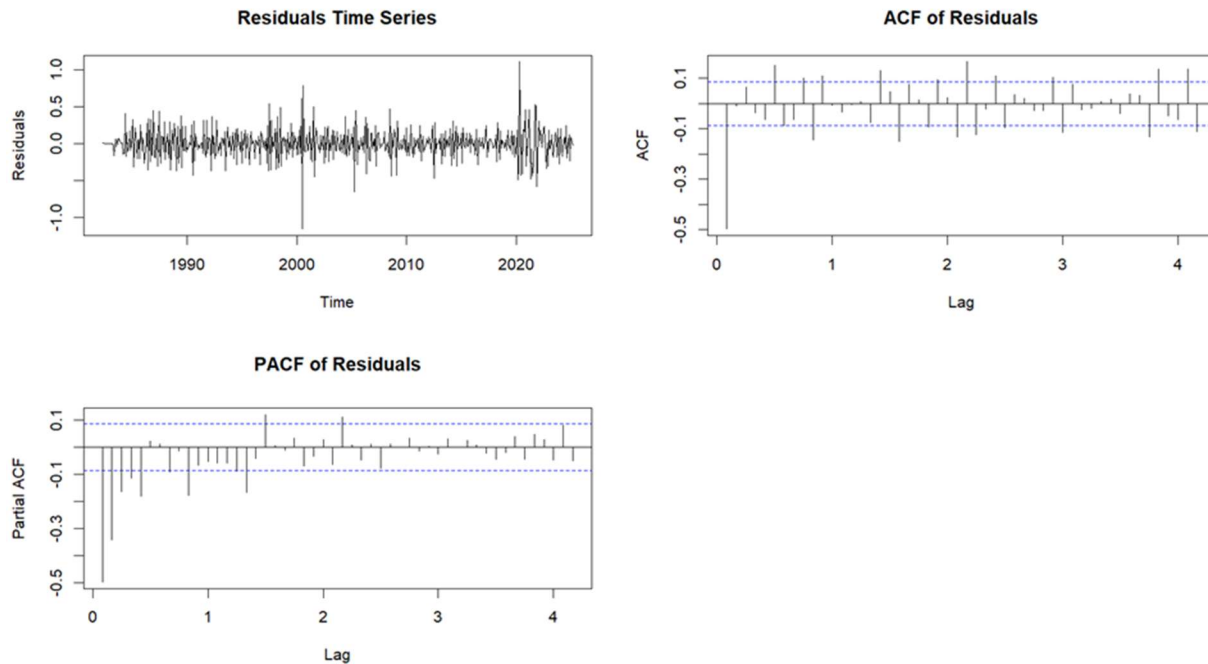 Residuals Time Series
Residuals
1.0
0.5
0.0
-1.0
1990
2000
2010
2020
Time
ACF of Residuals
ACF
0.1
-0.1
-0.3
-0.5
0
1
2
3
4
Lag
PACF of Residuals
Partial ACF
0.1
-0.1
-0.3
-0.5
0
1
2
3
4
Lag